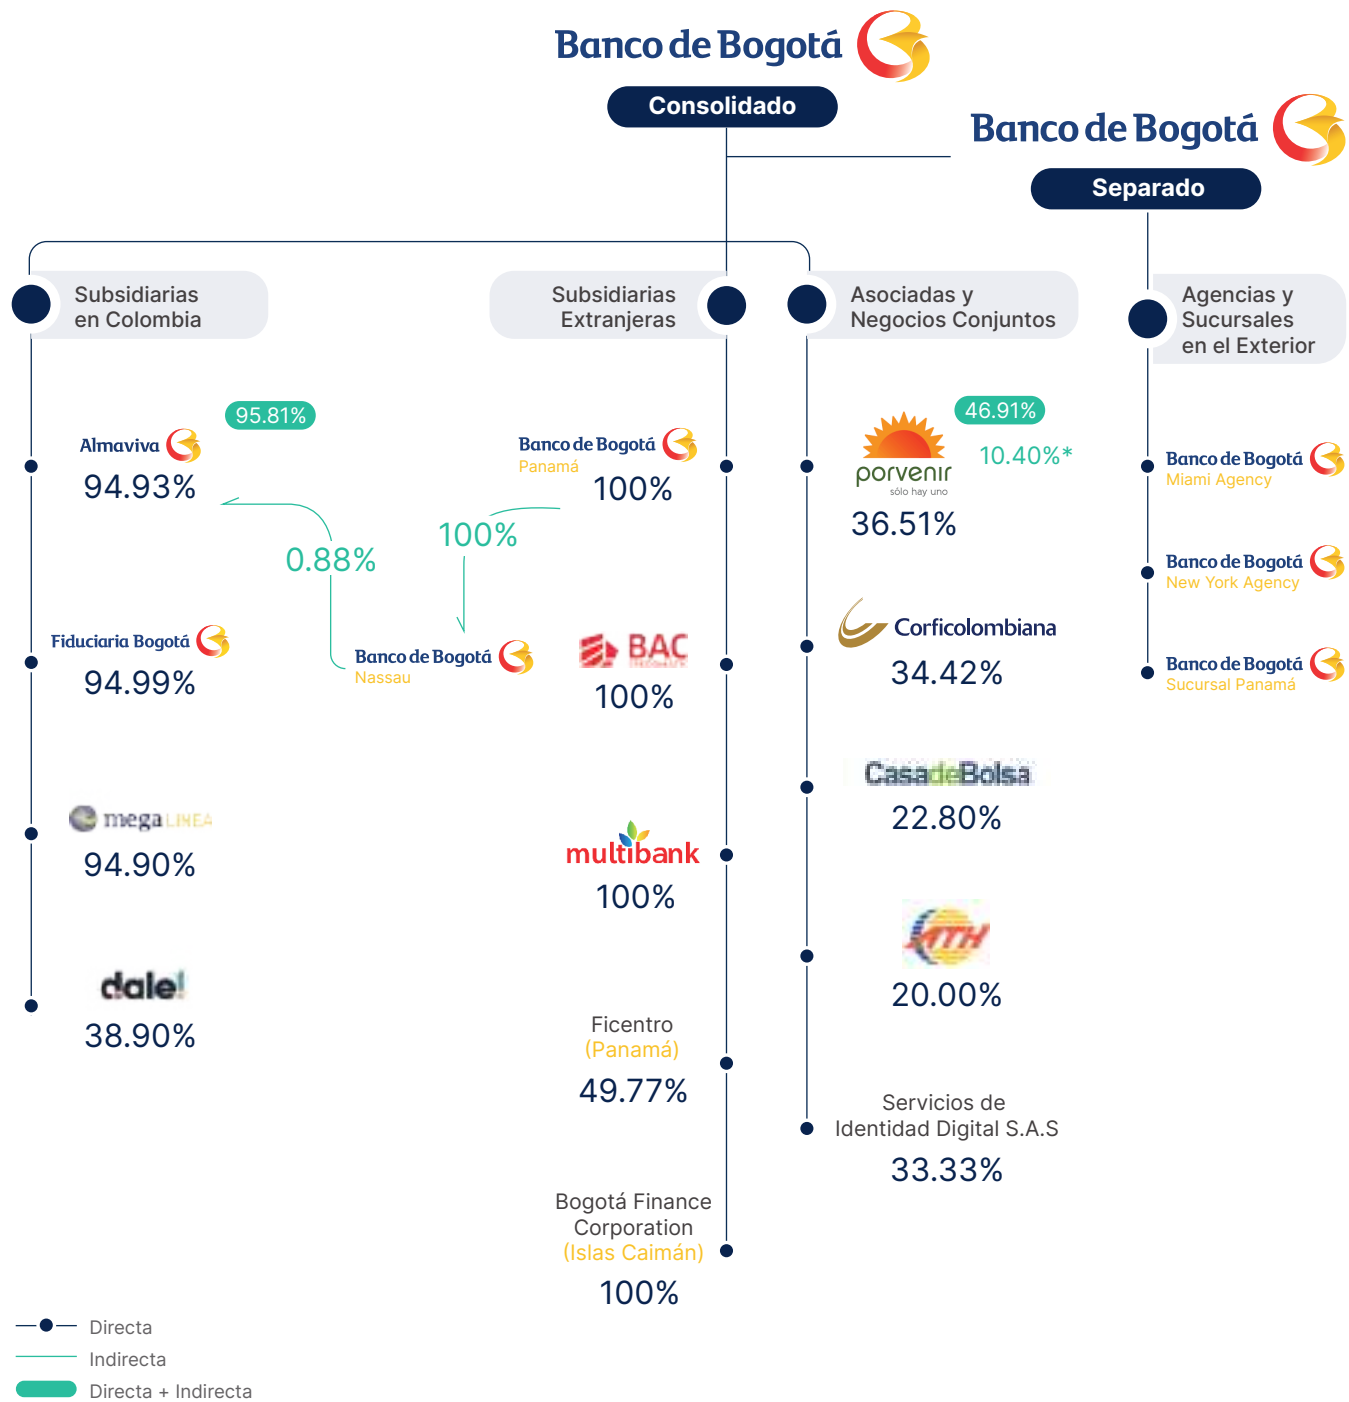 Banco de Bogotá
Consolidado
Banco de Bogotá
Separado
Subsidiarias
en Colombia
Almaviva
95.81%
94.93%
0.88%
Fiduciaria Bogotá
94.99%
mega LINEA
94.90%
dale!
38.90%
Subsidiarias
Extranjeras
Banco de Bogotá
Panamá
100%
100%
Banco de Bogotá
Nassau
BAC
100%
multibank
100%
Ficentro
(Panamá)
49.77%
Bogotá Finance
Corporation
(Islas Caimán)
100%
Asociadas y
Negocios Conjuntos
46.91%
10.40%*
porvenir
sólo hay uno
36.51%
Corficolombiana
34.42%
CasadeBolsa
22.80%
ATH
20.00%
Servicios de
Identidad Digital S.A.S
33.33%
Agencias y
Sucursales
en el Exterior
Banco de Bogotá
Miami Agency
Banco de Bogotá
New York Agency
Banco de Bogotá
Sucursal Panamá
Directa
Indirecta
Directa + Indirecta